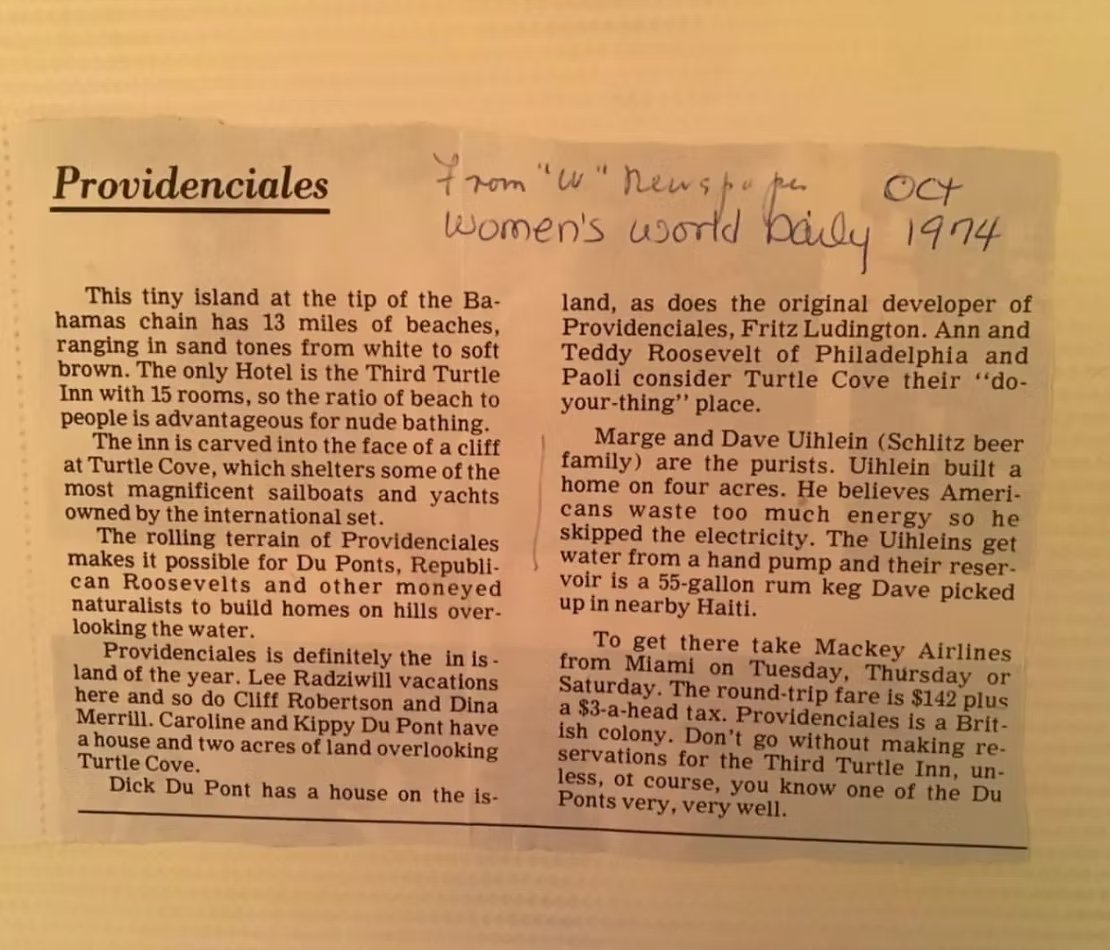 Providenciales
From "W" Newspaper Oct
Women's World Daily 1974
This tiny island at the tip of the Ba-
hamas chain has 13 miles of beaches,
ranging in sand tones from white to soft
brown. The only Hotel is the Third Turtle
Inn with 15 rooms, so the ratio of beach to
people is advantageous for nude bathing.
The inn is carved into the face of a cliff
at Turtle Cove, which shelters some of the
most magnificent sailboats and yachts
owned by the international set.
The rolling terrain of Providenciales
makes it possible for Du Ponts, Republi-
can Roosevelts and other moneyed
naturalists to build homes on hills over-
looking the water.
Providenciales is definitely the in is-
land of the year. Lee Radziwill vacations
here and so do Cliff Robertson and Dina
Merrill. Caroline and Kippy Du Pont have
a house and two acres of land overlooking
Turtle Cove.
Dick Du Pont has a house on the is-
land, as does the original developer of
Providenciales, Fritz Ludington. Ann and
Teddy Roosevelt of Philadelphia and
Paoli consider Turtle Cove their “do-
your-thing” place.
Marge and Dave Uihlein (Schlitz beer
family) are the purists. Uihlein built a
home on four acres. He believes Ameri-
cans waste too much energy so he
skipped the electricity. The Uihleins get
water from a hand pump and their reser-
voir is a 55-gallon rum keg Dave picked
up in nearby Haiti.
To get there take Mackey Airlines
from Miami on Tuesday, Thursday or
Saturday. The round-trip fare is $142 plus
a $3-a-head tax. Providenciales is a Brit-
ish colony. Don't go without making re-
servations for the Third Turtle Inn, un-
less, of course, you know one of the Du
Ponts very, very well.